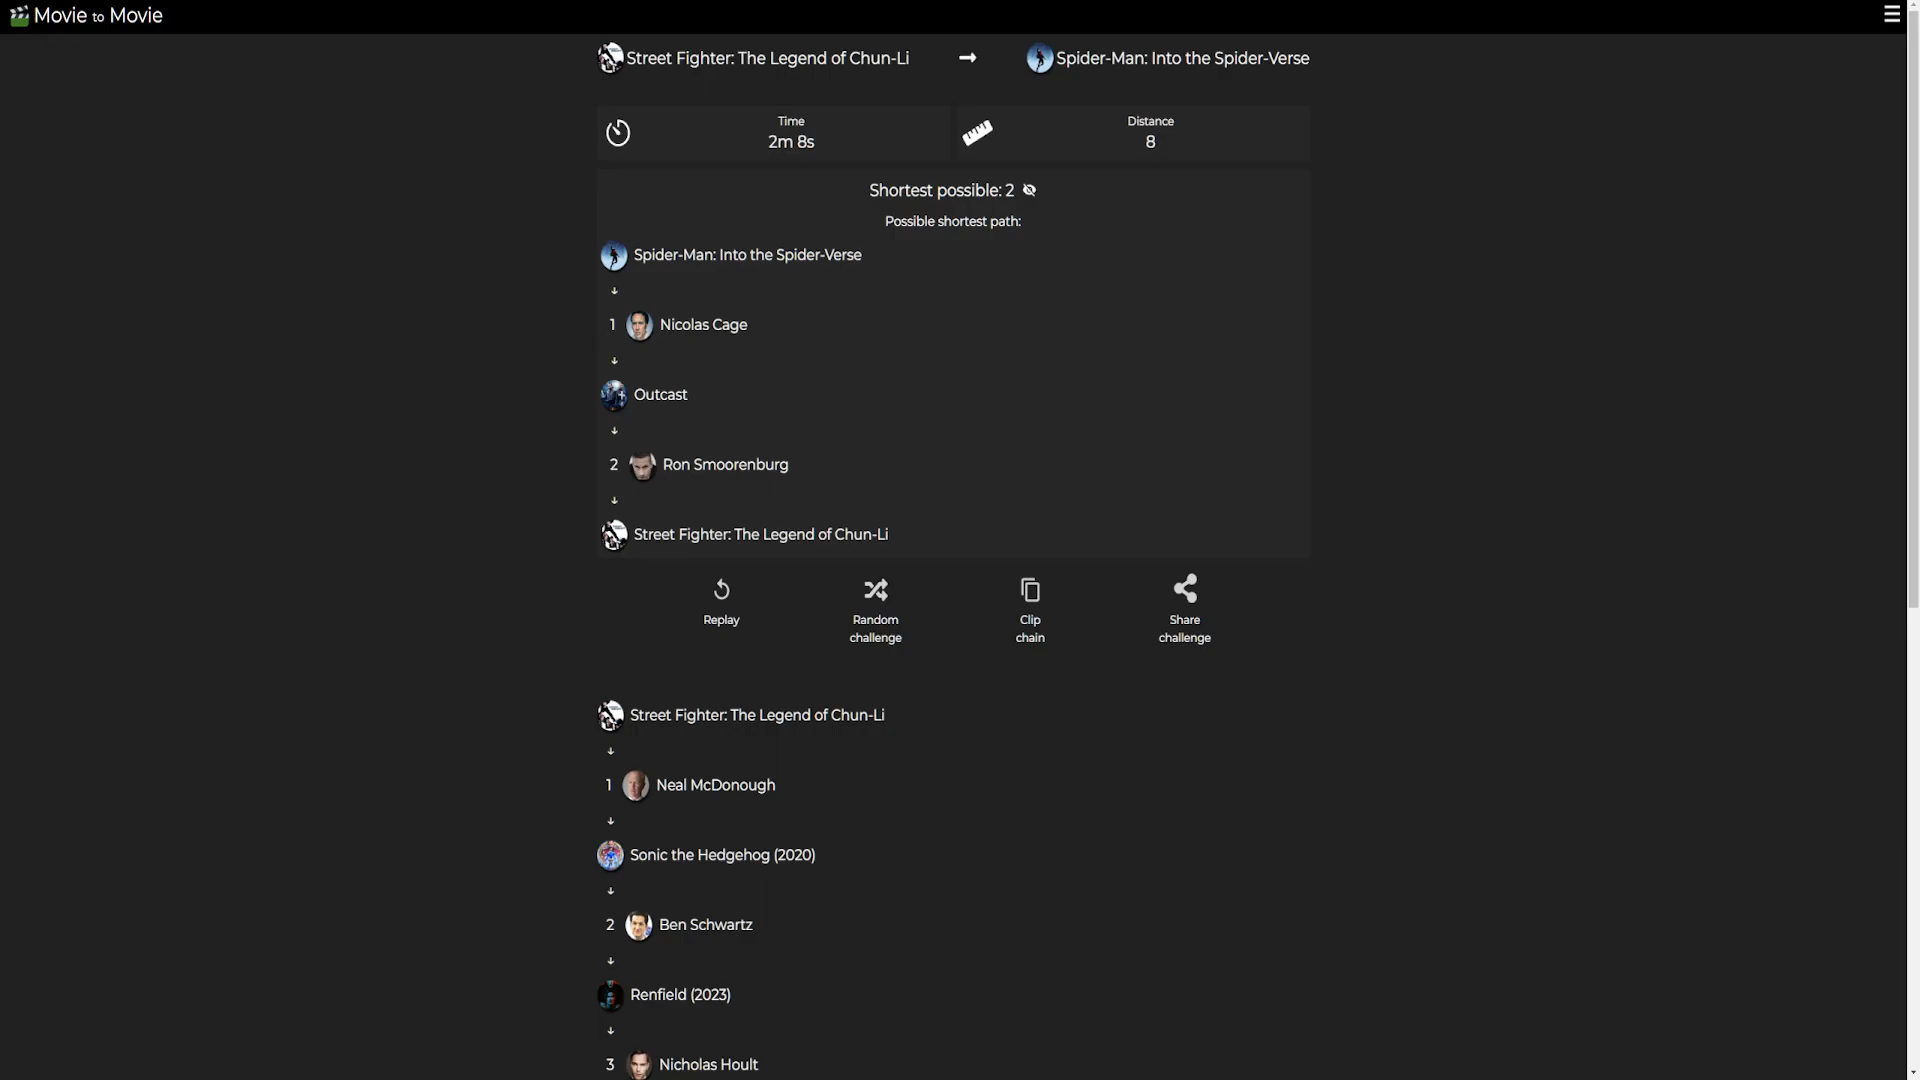 Movie to Movie
Street Fighter: The Legend of Chun-Li
Spider-Man: Into the Spider-Verse
Time
2m 8s
Distance
8
Shortest possible: 2
Possible shortest path:
Spider-Man: Into the Spider-Verse
1 Nicolas Cage
Outcast
2 Ron Smoorenburg
Street Fighter: The Legend of Chun-Li
Replay
Random
challenge
Clip
chain
Share
challenge
Street Fighter: The Legend of Chun-Li
1 Neal McDonough
Sonic the Hedgehog (2020)
2 Ben Schwartz
Renfield (2023)
3 Nicholas Hoult